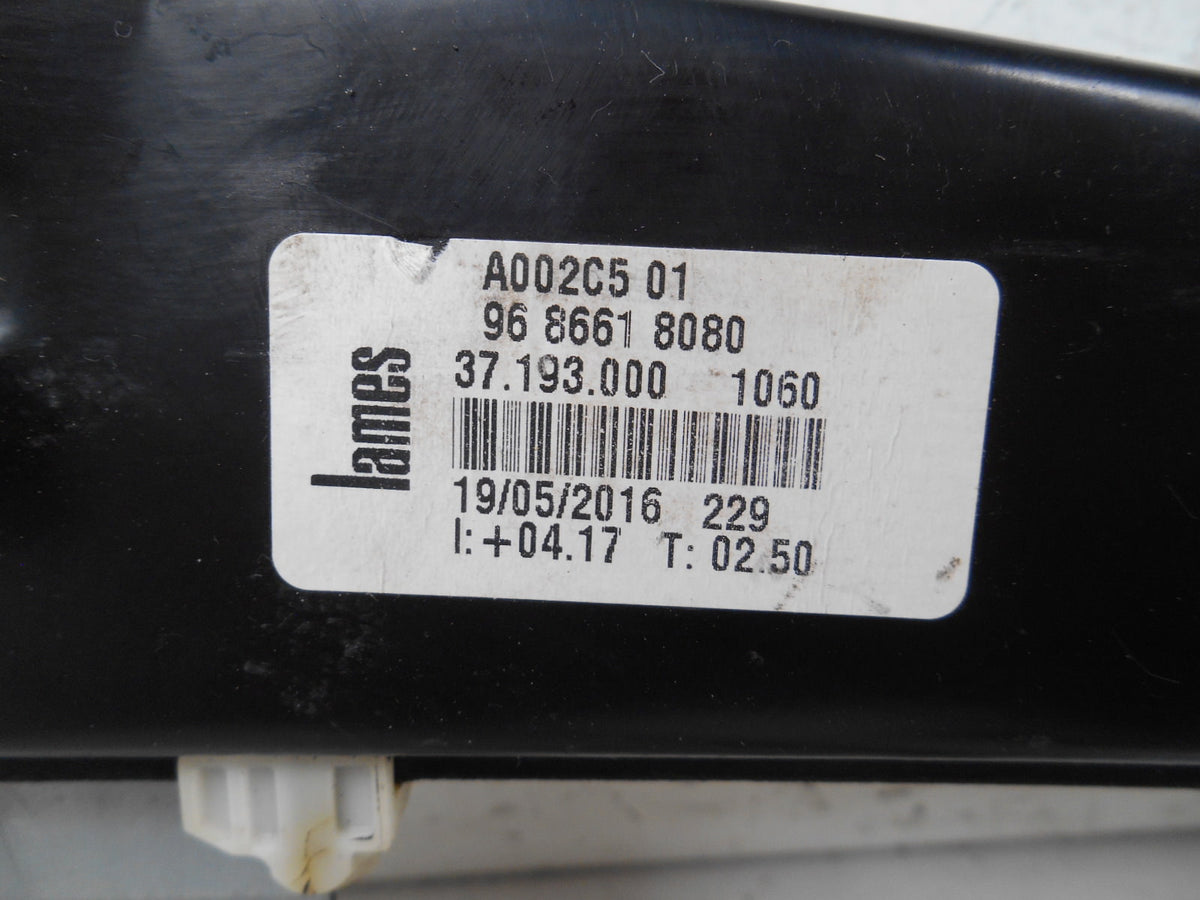 A002C5 01
96 8661 8080
37.193.000 1060
lames
19/05/2016 229
I:+04.17 T: 02.50